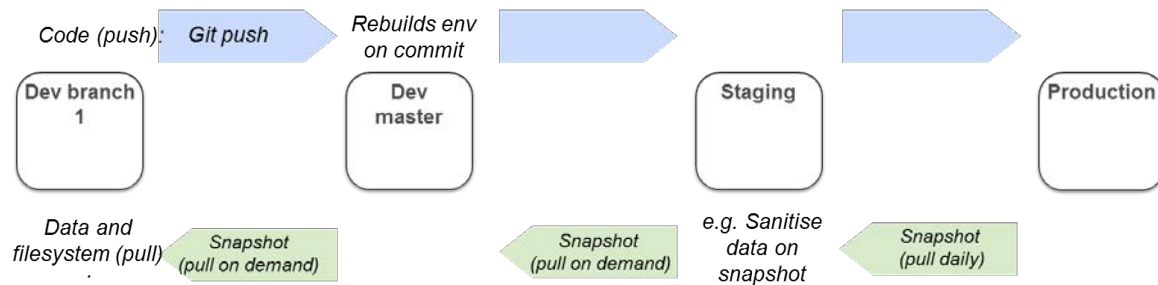 Code (push):
Git push
Rebuilds env
on commit
Dev branch
1
Dev
master
Staging
Production
Data and
filesystem (pull)
:
Snapshot
(pull on demand)
Snapshot
(pull on demand)
e.g. Sanitise
data on
snapshot
Snapshot
(pull daily)